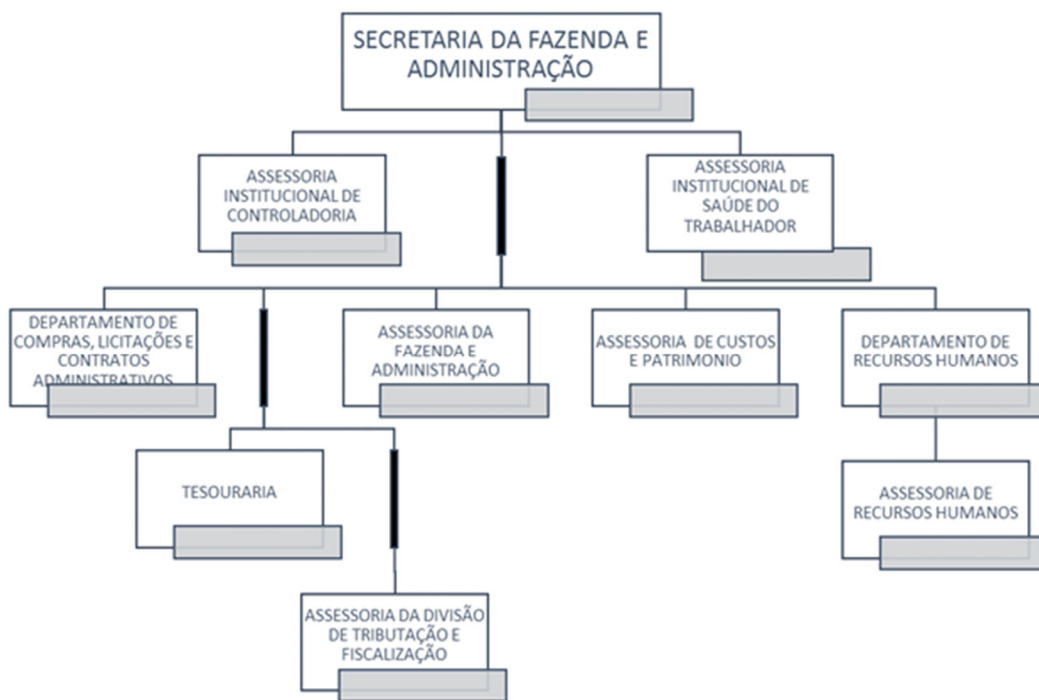 SECRETARIA DA FAZENDA E
ADMINISTRAÇÃO
ASSESSORIA
INSTITUCIONAL DE
CONTROLADORIA
ASSESSORIA
INSTITUCIONAL DE
SAÚDE DO
TRABALHADOR
DEPARTAMENTO DE
COMPRAS, LICITAÇÕES E
CONTRATOS
ADMINISTRATIVOS
ASSESSORIA DA
FAZENDA E
ADMINISTRAÇÃO
ASSESSORIA DE CUSTOS
E PATRIMONIO
DEPARTAMENTO DE
RECURSOS HUMANOS
TESOURARIA
ASSESSORIA DE
RECURSOS HUMANOS
ASSESSORIA DA DIVISÃO
DE TRIBUTAÇÃO E
FISCALIZAÇÃO